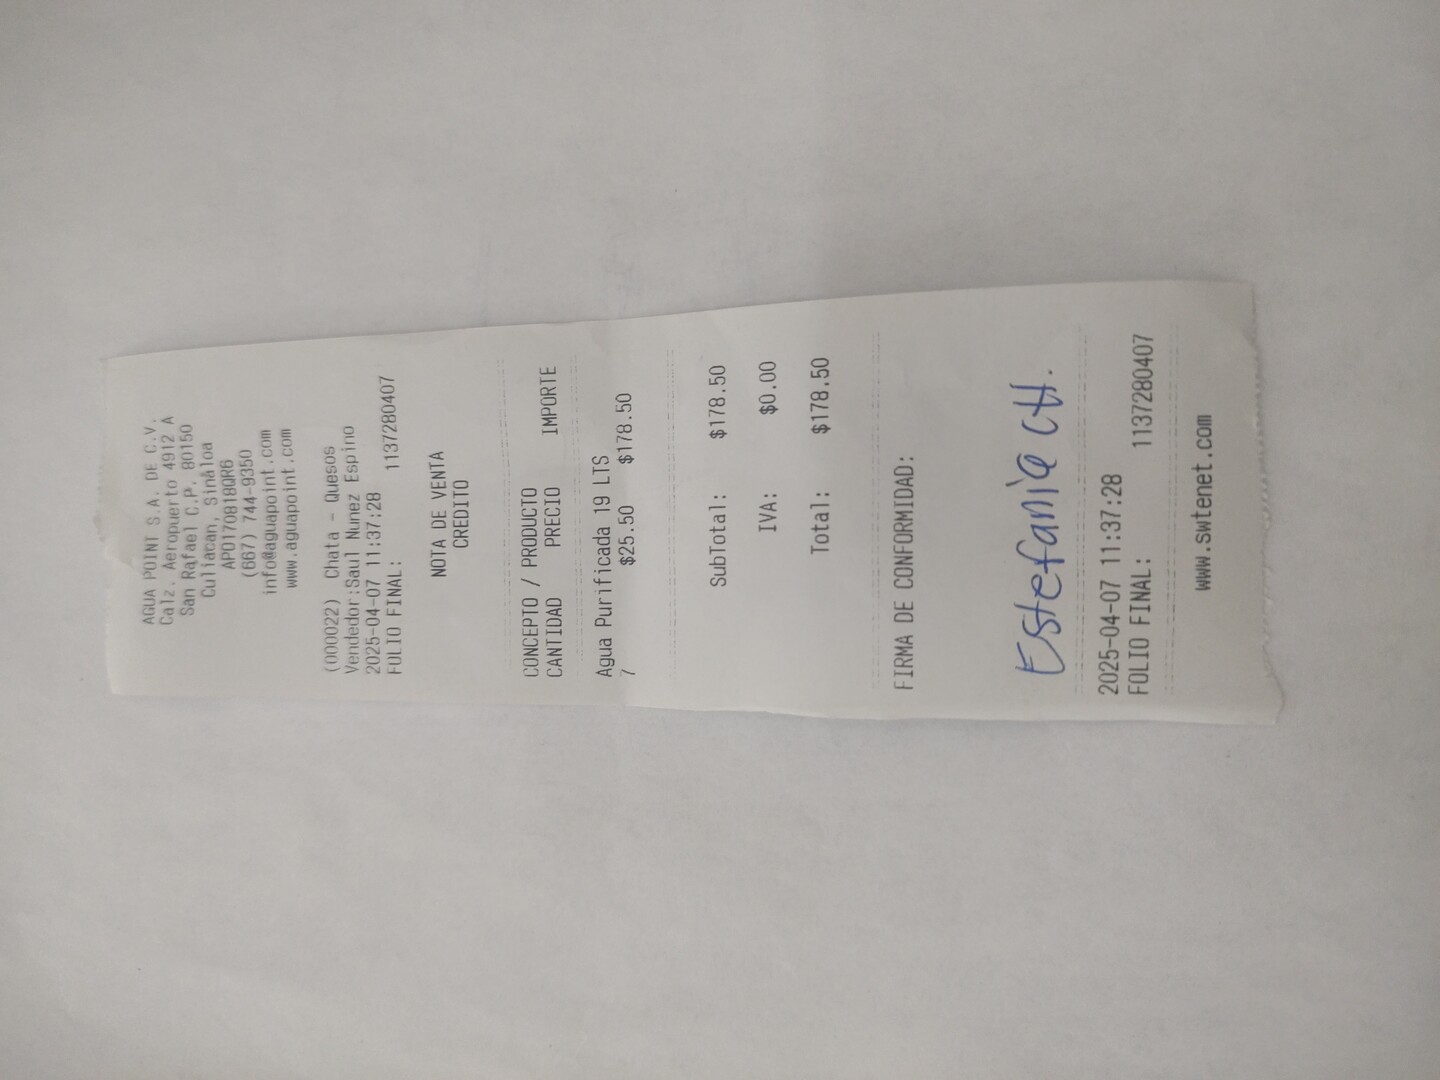 AGUA POINT S.A. DE C.V.
Calz. Aeropuerto 4912 A
San Rafael C.P. 80150
Culiacan, Sinaloa
APO170818QR6
(667) 744-9350
info@aguapoint.com
www.aguapoint.com
(000022) Chata - Quesos
Vendedor:Saul Nunez Espino
2025-04-07 11:37:28
FOLIO FINAL: 1137280407
NOTA DE VENTA
CREDITO
CONCEPTO / PRODUCTO
CANTIDAD PRECIO IMPORTE
Agua Purificada 19 LTS
7 $25.50 $178.50
SubTotal: $178.50
IVA: $0.00
Total: $178.50
FIRMA DE CONFORMIDAD:
Estefania CH.
2025-04-07 11:37:28
FOLIO FINAL: 1137280407
www.swtenet.com